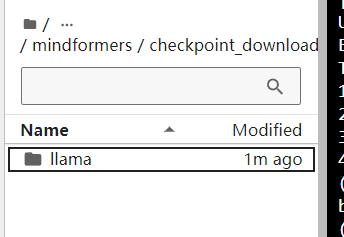 / ···
/ mindformers / checkpoint_download
Name Modified
llama 1m ago